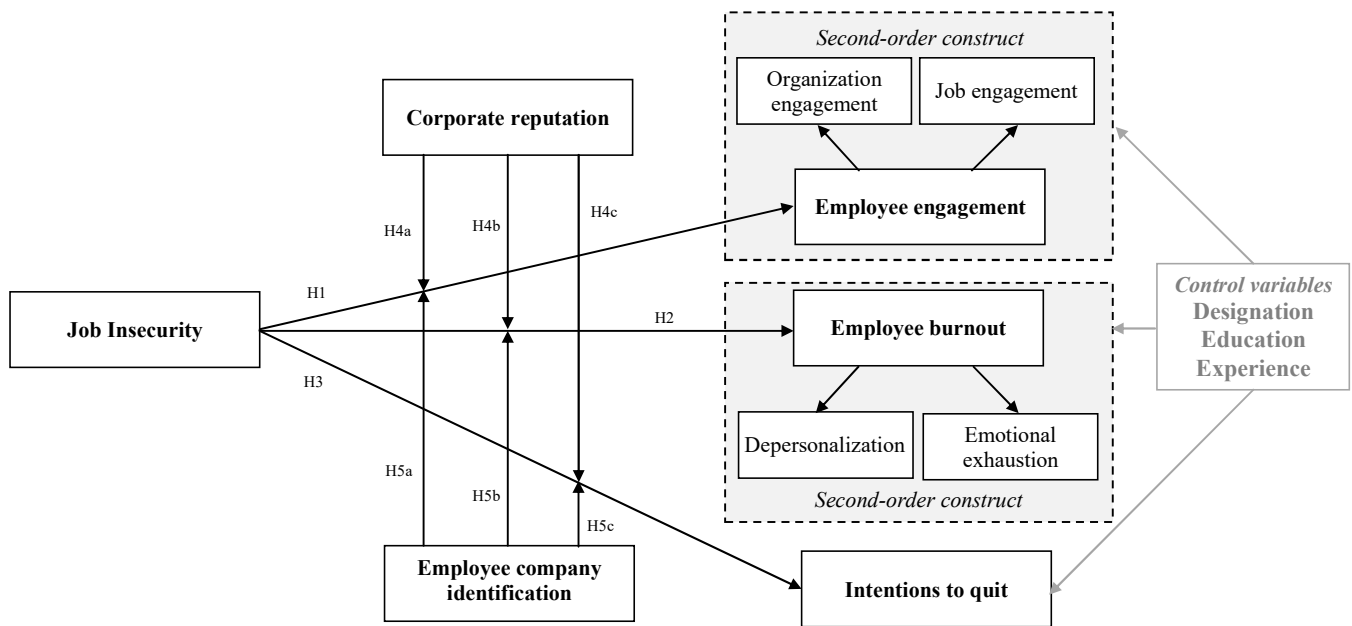 Second-order construct
Organization
engagement
Job engagement
Corporate reputation
Employee engagement
H4a
H4b
H4c
H1
Job Insecurity
H2
H3
Employee burnout
Control variables
Designation
Education
Experience
Depersonalization
Emotional
exhaustion
Second-order construct
H5a
H5b
H5c
Employee company
identification
Intentions to quit